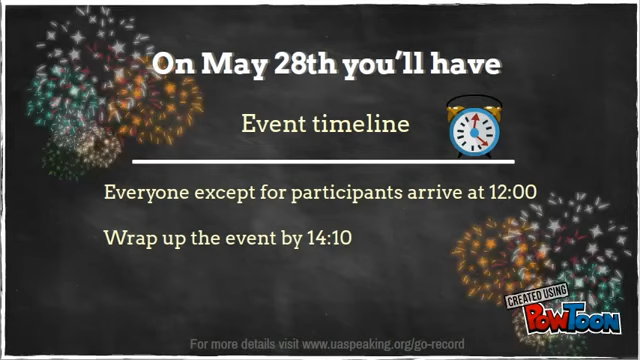 On May 28th you'll have
Event timeline
Everyone except for participants arrive at 12:00
Wrap up the event by 14:10
CREATED USING
POWTOON
For more details visit www.uaspeaking.org/go-record